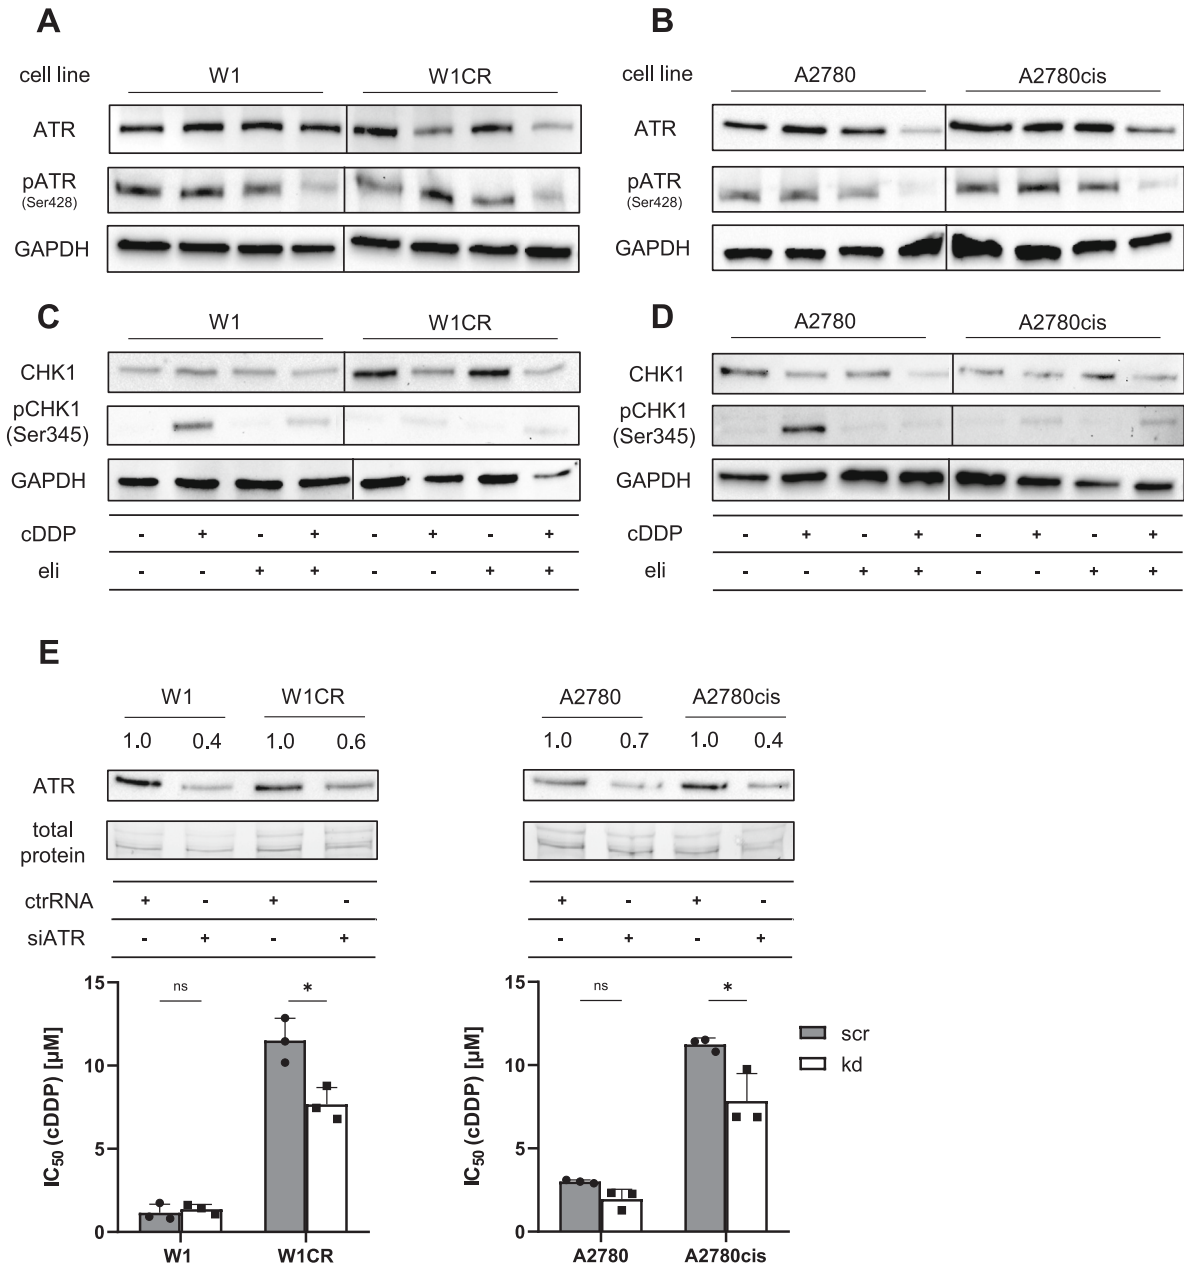 A
cell line W1 W1CR
ATR
pATR
(Ser428)
GAPDH
B
cell line A2780 A2780cis
ATR
pATR
(Ser428)
GAPDH
C
W1 W1CR
CHK1
pCHK1
(Ser345)
GAPDH
cDDP - + - + - + - +
eli - - + + - - + +
D
A2780 A2780cis
CHK1
pCHK1
(Ser345)
GAPDH
cDDP - + - + - + - +
eli - - + + - - + +
E
W1 W1CR
1.0 0.4 1.0 0.6
ATR
total
protein
ctrRNA + - + -
siATR - + - +
A2780 A2780cis
1.0 0.7 1.0 0.4
+ - + -
- + - +
IC50 (cDDP) [µM]
15
10
5
0
ns *
W1 W1CR
IC50 (cDDP) [µM]
15
10
5
0
ns *
A2780 A2780cis
scr
kd